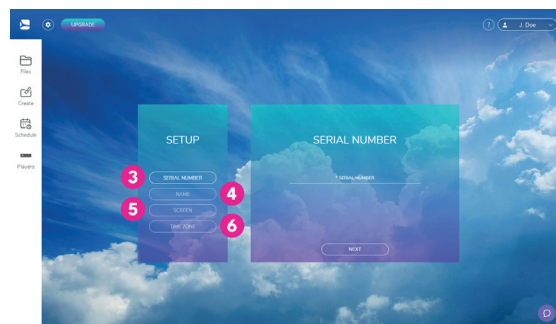 UPGRADE
?
J. Doe
Files
Create
Schedule
Players
SETUP
3
SERIAL NUMBER
NAME
4
5
SCREEN
TIME ZONE
6
SERIAL NUMBER
* SERIAL NUMBER
NEXT